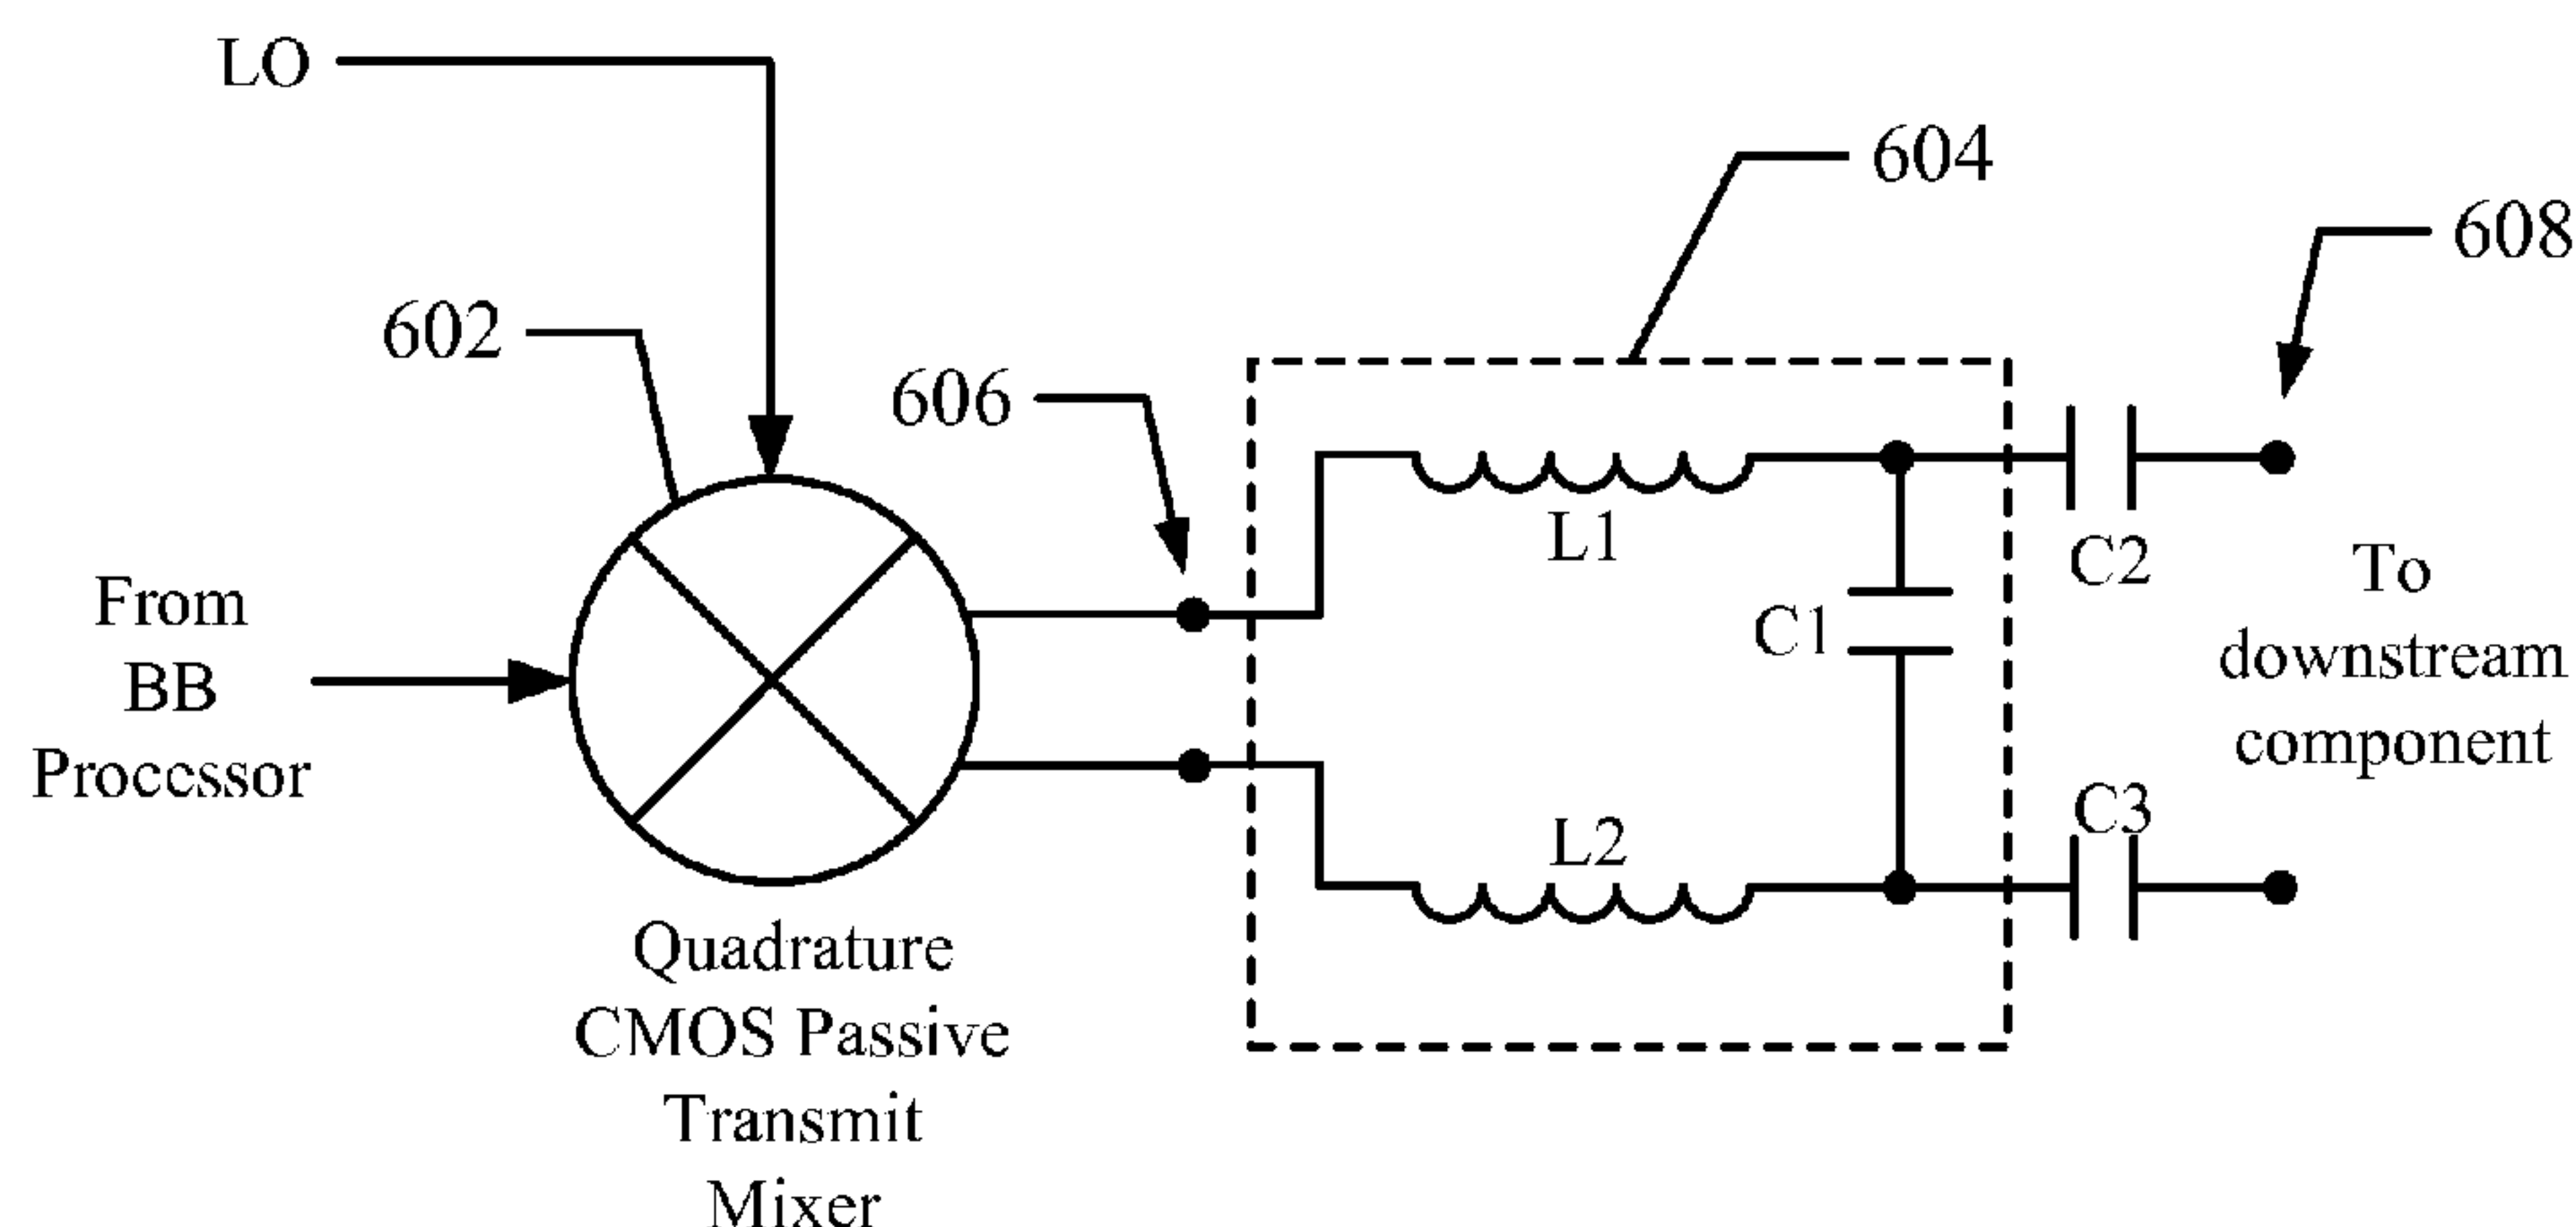 LO
604
608
602
606
L1
C2
To
downstream
component
C1
From
BB
Processor
C3
L2
Quadrature
CMOS Passive
Transmit
Mixer